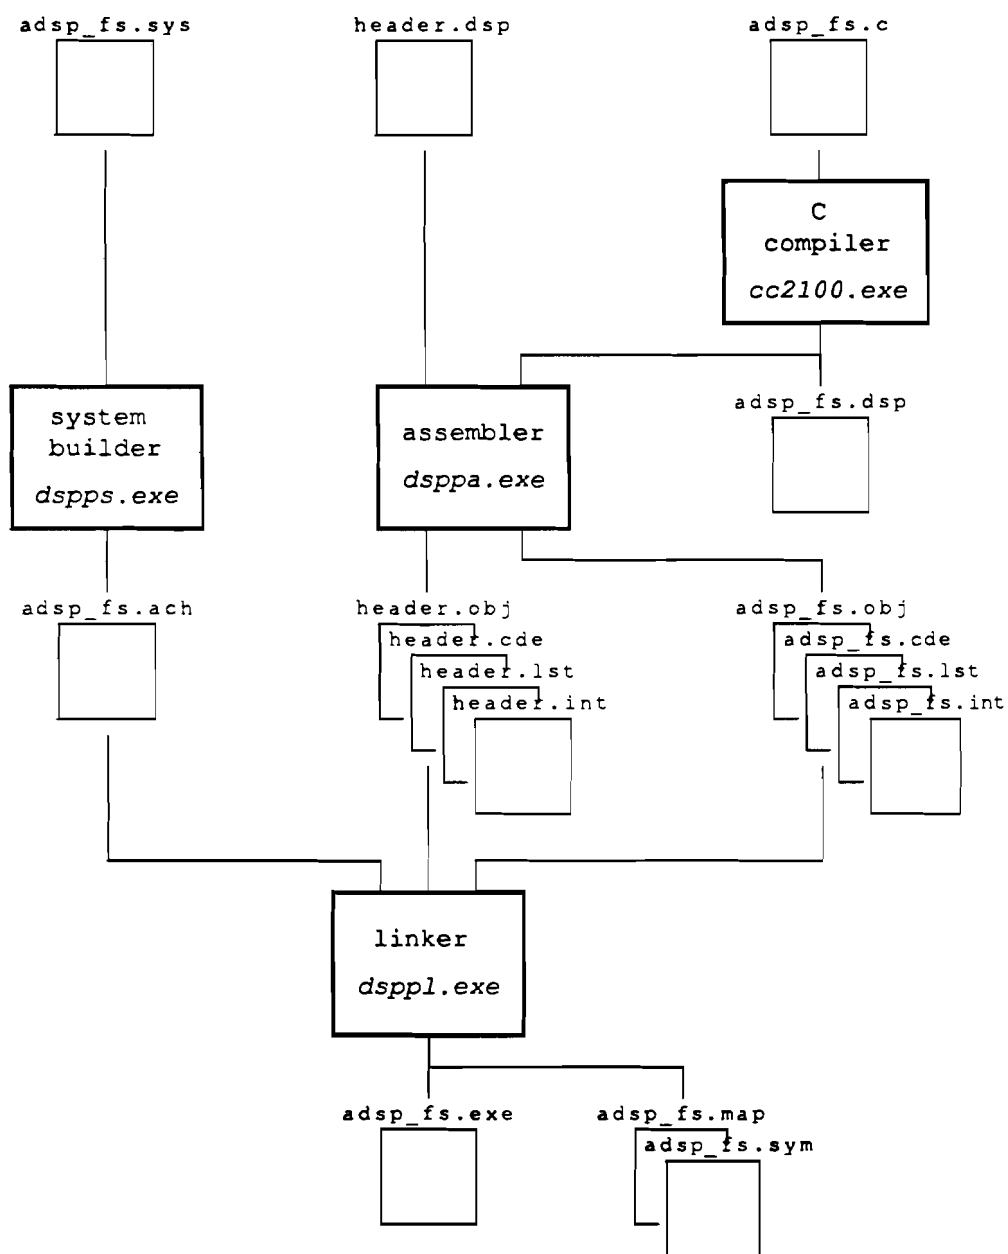 adsp_fs.sys
header.dsp
adsp_fs.c
C
compiler
cc2100.exe
system
builder
dspps.exe
assembler
dsppa.exe
adsp_fs.dsp
adsp_fs.ach
header.obj
header.cde
header.lst
header.int
adsp_fs.obj
adsp_fs.cde
adsp_fs.lst
adsp_fs.int
linker
dsppl.exe
adsp_fs.exe
adsp_fs.map
adsp_fs.sym